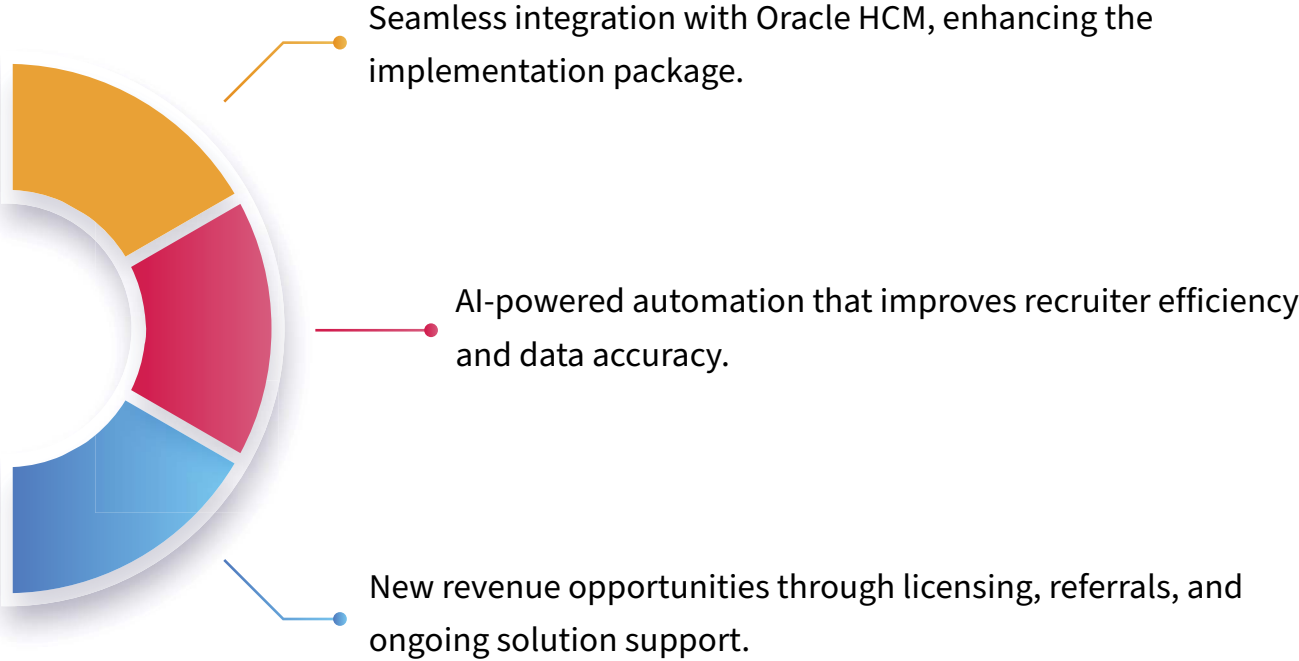 Seamless integration with Oracle HCM, enhancing the
implementation package.
AI-powered automation that improves recruiter efficiency
and data accuracy.
New revenue opportunities through licensing, referrals, and
ongoing solution support.